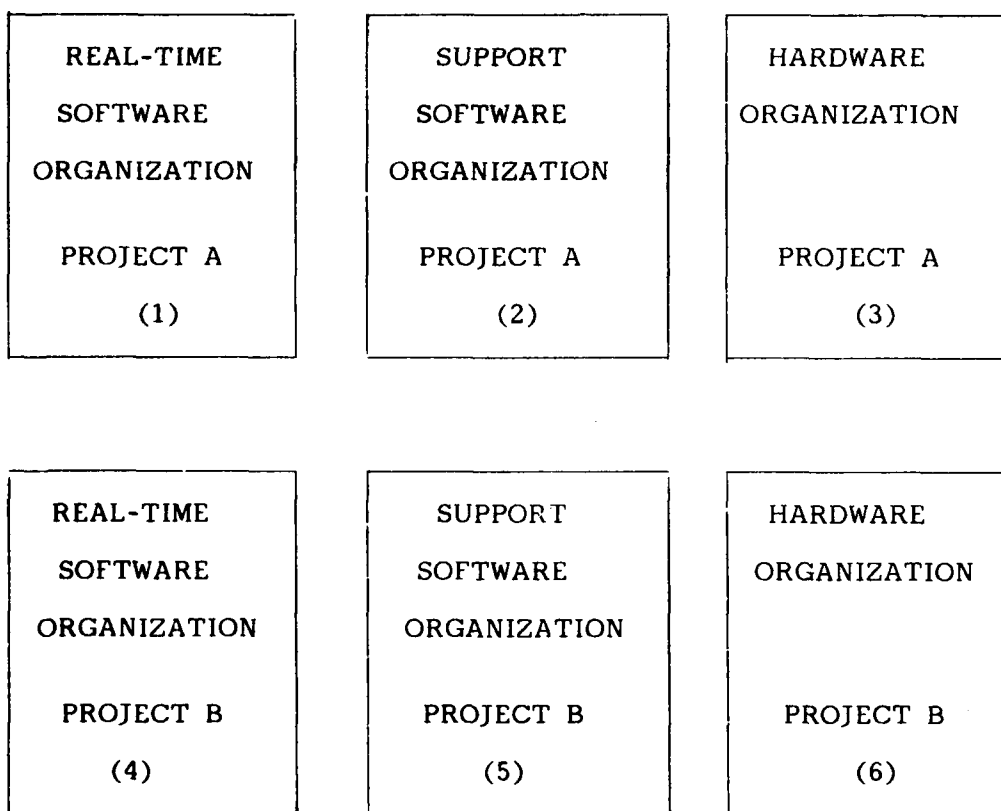 REAL-TIME
SOFTWARE
ORGANIZATION
PROJECT A
(1)
SUPPORT
SOFTWARE
ORGANIZATION
PROJECT A
(2)
HARDWARE
ORGANIZATION
PROJECT A
(3)
REAL-TIME
SOFTWARE
ORGANIZATION
PROJECT B
(4)
SUPPORT
SOFTWARE
ORGANIZATION
PROJECT B
(5)
HARDWARE
ORGANIZATION
PROJECT B
(6)